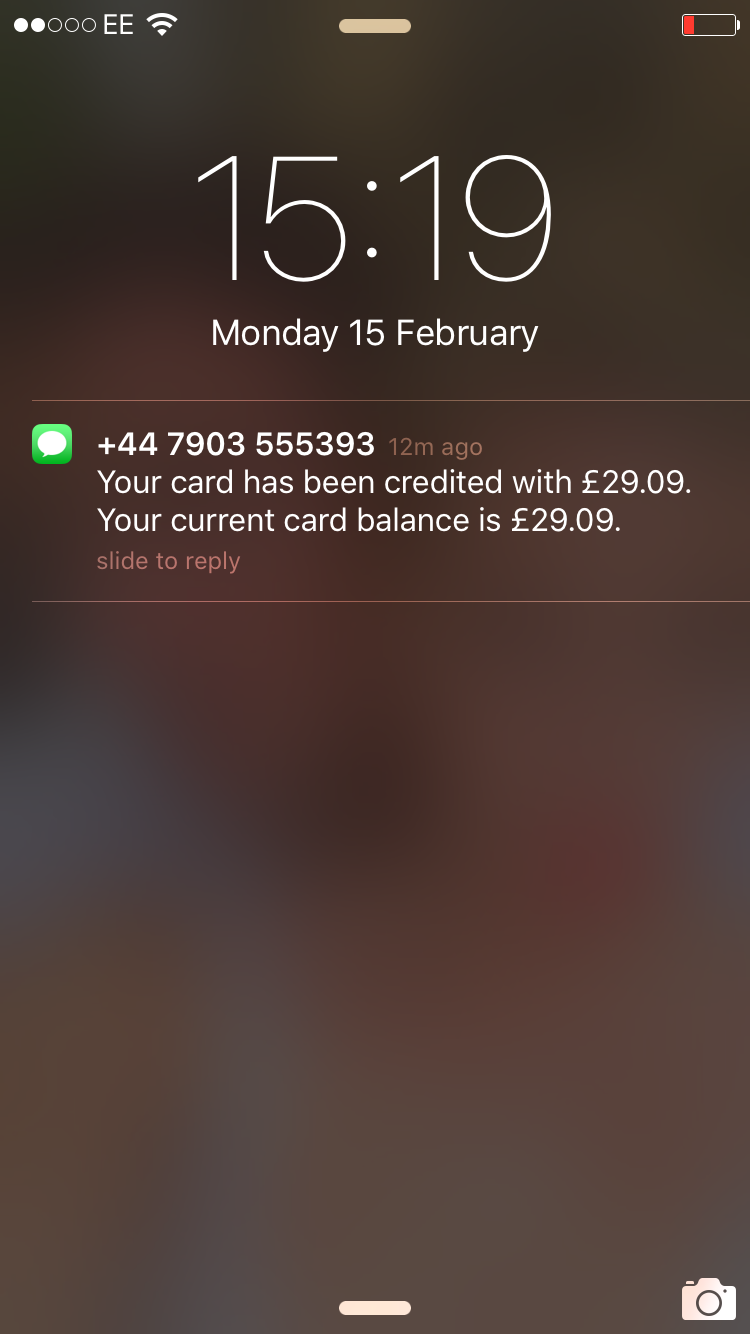 EE
15:19
Monday 15 February
+44 7903 555393 12m ago
Your card has been credited with £29.09.
Your current card balance is £29.09.
slide to reply